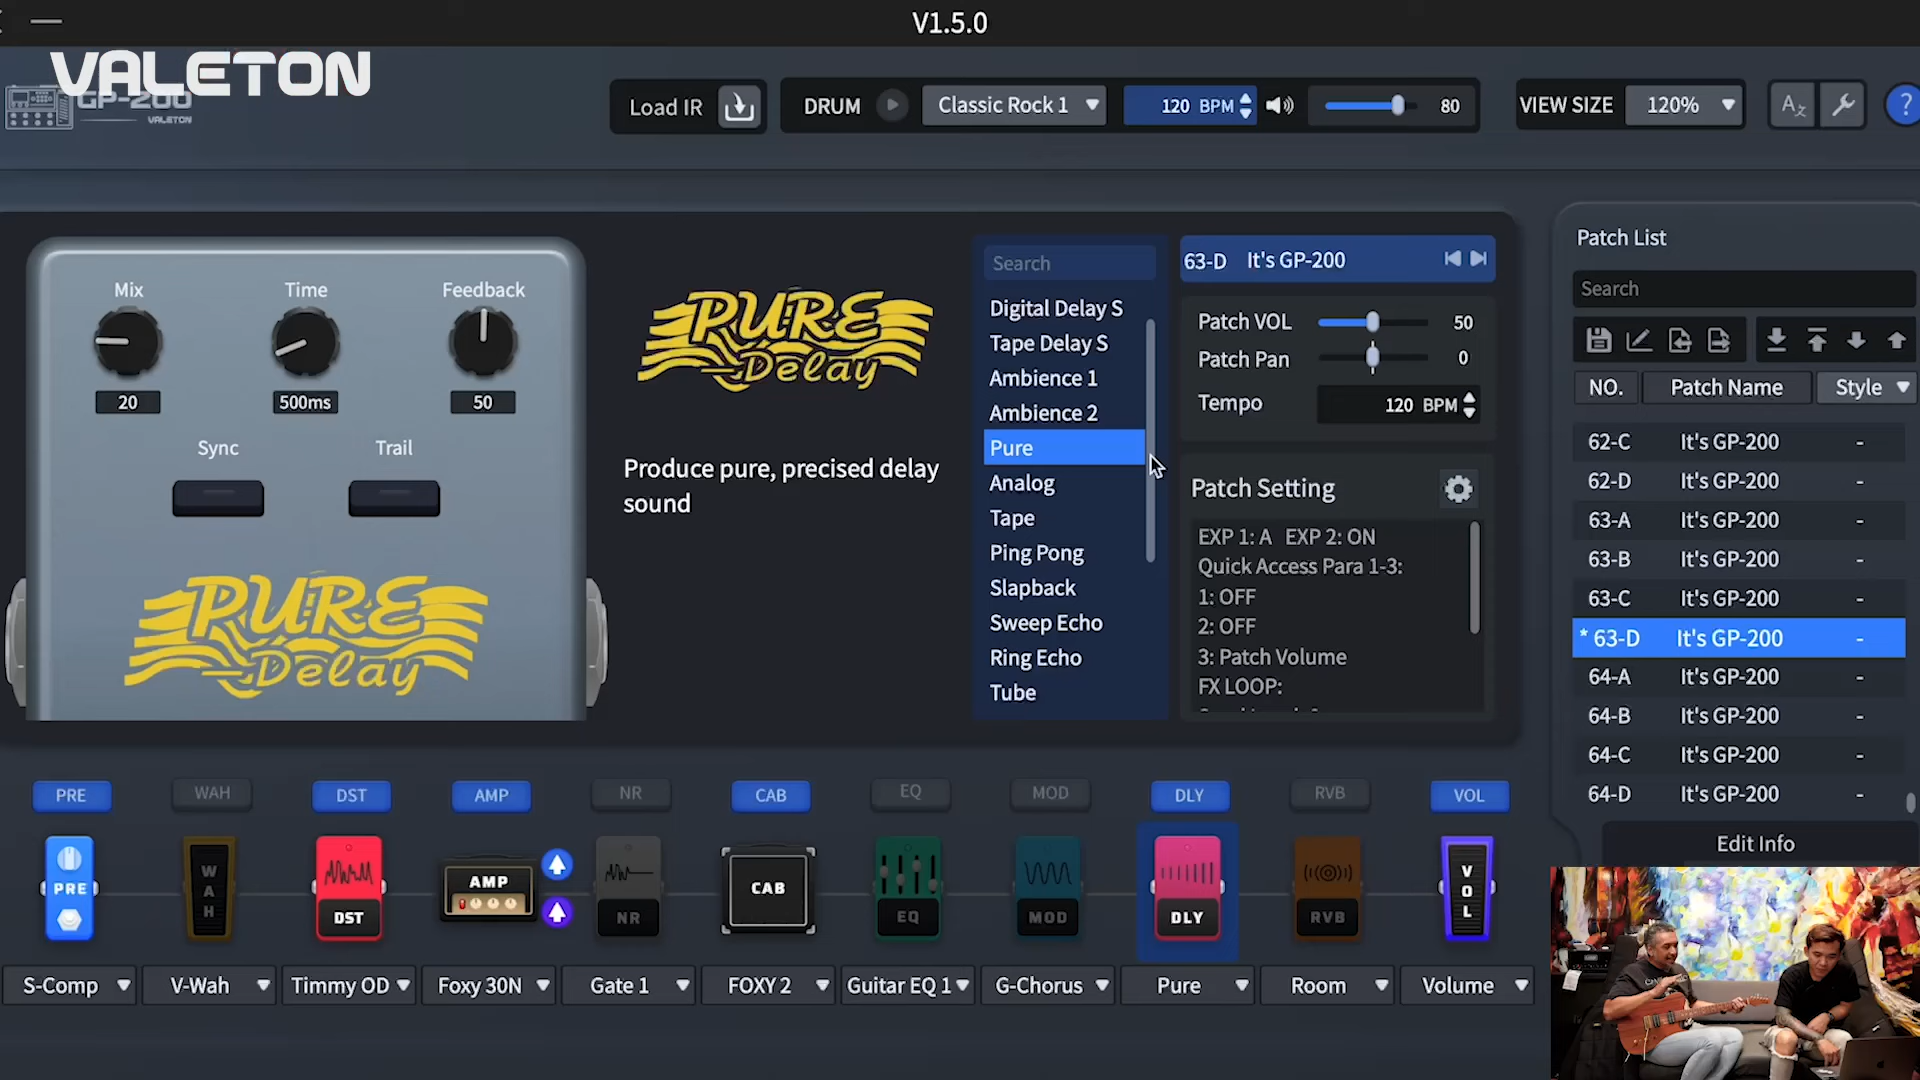 V1.5.0
VALETON
GP-200
VALETON
Load IR
DRUM
Classic Rock 1
120 BPM
80
VIEW SIZE
120%
?
Mix
Time
Feedback
20
500ms
50
Sync
Trail
PURE
Delay
PURE
Delay
Produce pure, precised delay
sound
Search
Digital Delay S
Tape Delay S
Ambience 1
Ambience 2
Pure
Analog
Tape
Ping Pong
Slapback
Sweep Echo
Ring Echo
Tube
63-D It's GP-200
Patch VOL 50
Patch Pan 0
Tempo 120 BPM
Patch Setting
EXP 1: A EXP 2: ON
Quick Access Para 1-3:
1: OFF
2: OFF
3: Patch Volume
FX LOOP:
Patch List
Search
NO. Patch Name Style
62-C It's GP-200 -
62-D It's GP-200 -
63-A It's GP-200 -
63-B It's GP-200 -
63-C It's GP-200 -
* 63-D It's GP-200 -
64-A It's GP-200 -
64-B It's GP-200 -
64-C It's GP-200 -
64-D It's GP-200 -
Edit Info
PRE WAH DST AMP NR CAB EQ MOD DLY RVB VOL
PRE
WAH
DST
AMP
NR
CAB
EQ
MOD
DLY
RVB
VOL
S-Comp V-Wah Timmy OD Foxy 30N Gate 1 FOXY 2 Guitar EQ 1 G-Chorus Pure Room Volume